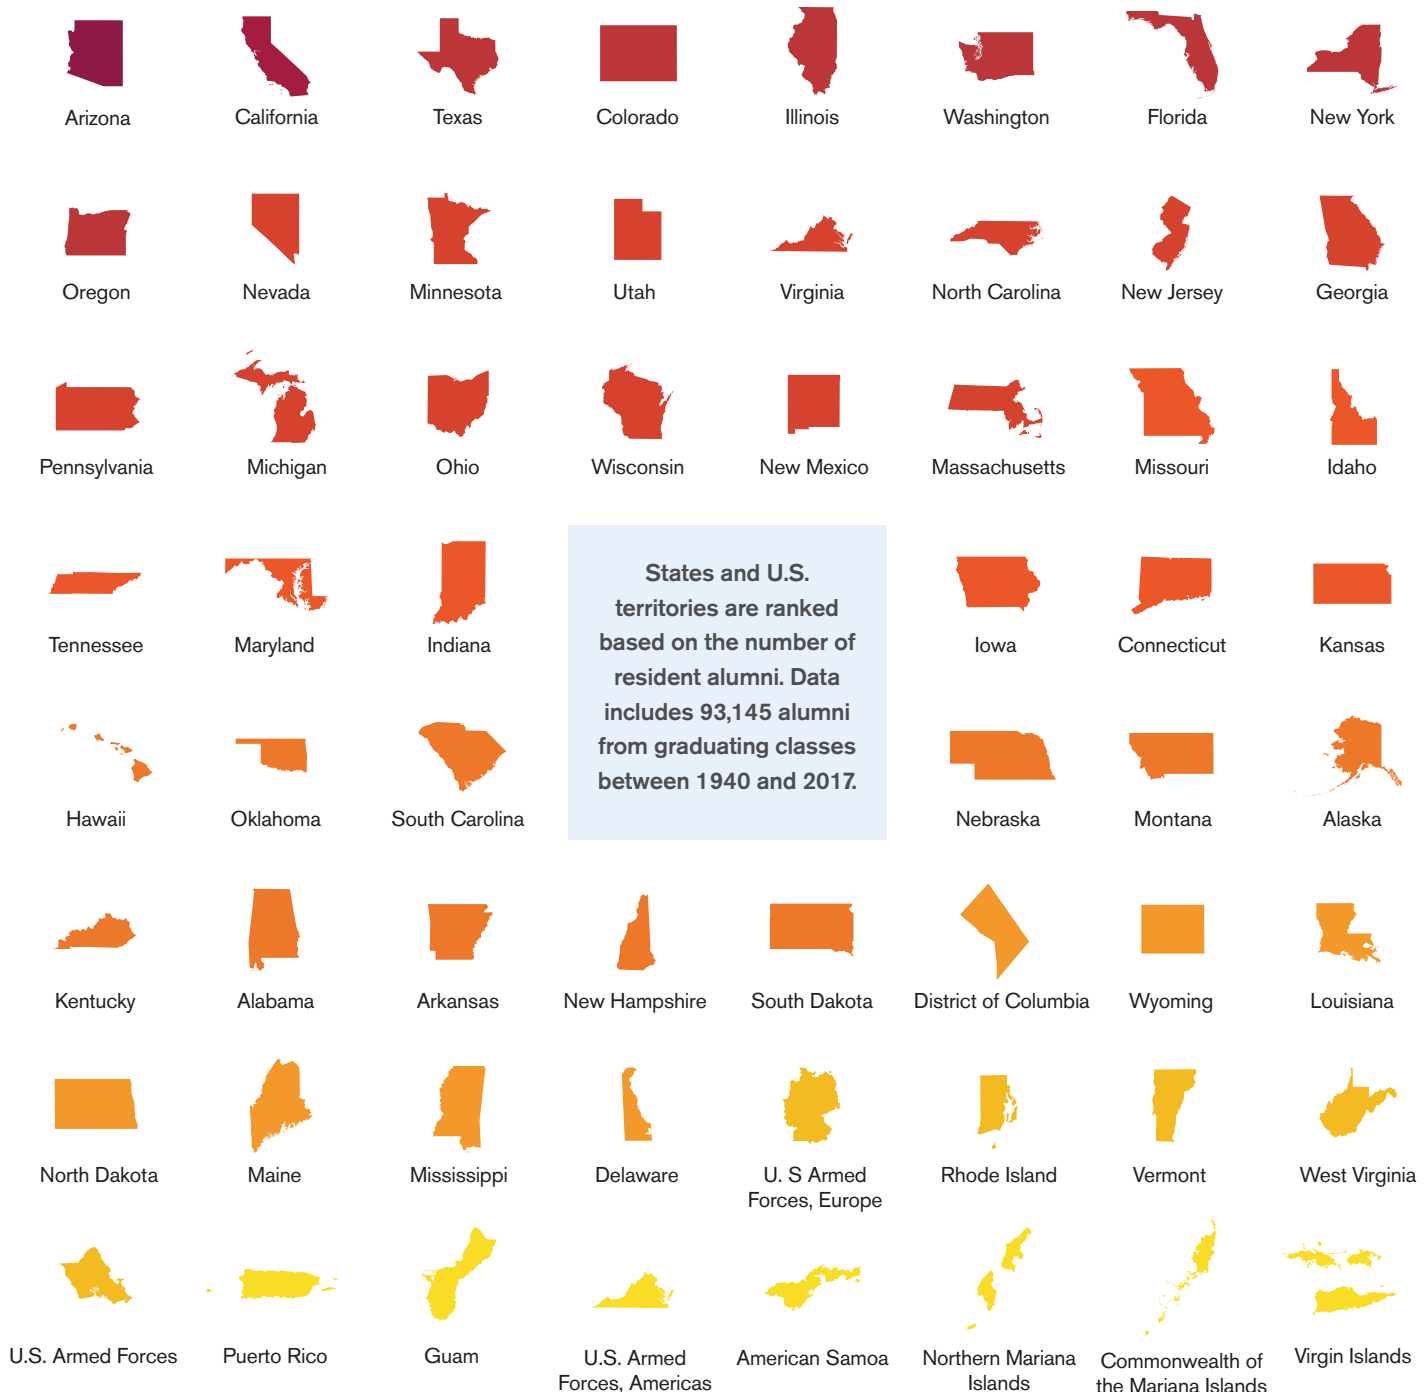 Arizona
California
Texas
Colorado
Illinois
Washington
Florida
New York
Oregon
Nevada
Minnesota
Utah
Virginia
North Carolina
New Jersey
Georgia
Pennsylvania
Michigan
Ohio
Wisconsin
New Mexico
Massachusetts
Missouri
Idaho
Tennessee
Maryland
Indiana
States and U.S.
territories are ranked
based on the number of
resident alumni. Data
includes 93,145 alumni
from graduating classes
between 1940 and 2017.
Iowa
Connecticut
Kansas
Hawaii
Oklahoma
South Carolina
Nebraska
Montana
Alaska
Kentucky
Alabama
Arkansas
New Hampshire
South Dakota
District of Columbia
Wyoming
Louisiana
North Dakota
Maine
Mississippi
Delaware
U. S Armed
Forces, Europe
Rhode Island
Vermont
West Virginia
U.S. Armed Forces
Puerto Rico
Guam
U.S. Armed
Forces, Americas
American Samoa
Northern Mariana
Islands
Commonwealth of
the Mariana Islands
Virgin Islands